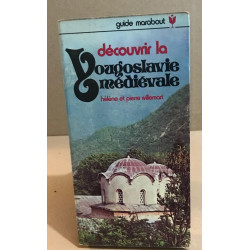 guide marabout
découvrir la
Yougoslavie
médiévale
hélène et pierre willemart